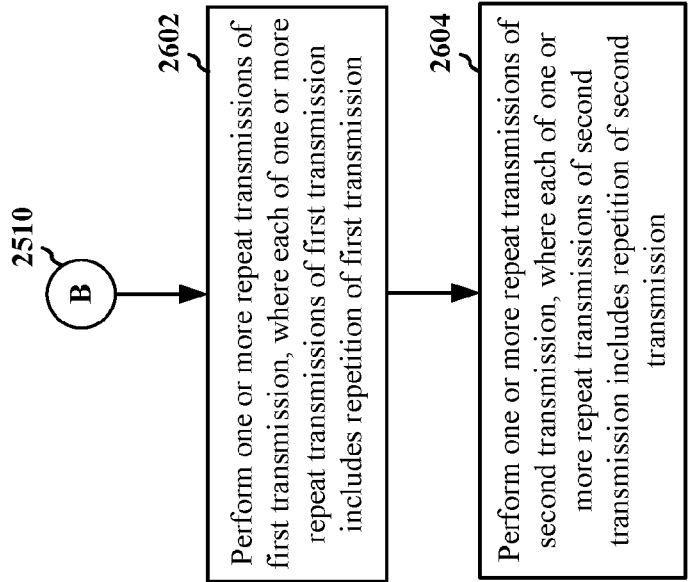 2510
B
2602
Perform one or more repeat transmissions of
first transmission, where each of one or more
repeat transmissions of first transmission
includes repetition of first transmission
2604
Perform one or more repeat transmissions of
second transmission, where each of one or
more repeat transmissions of second
transmission includes repetition of second
transmission